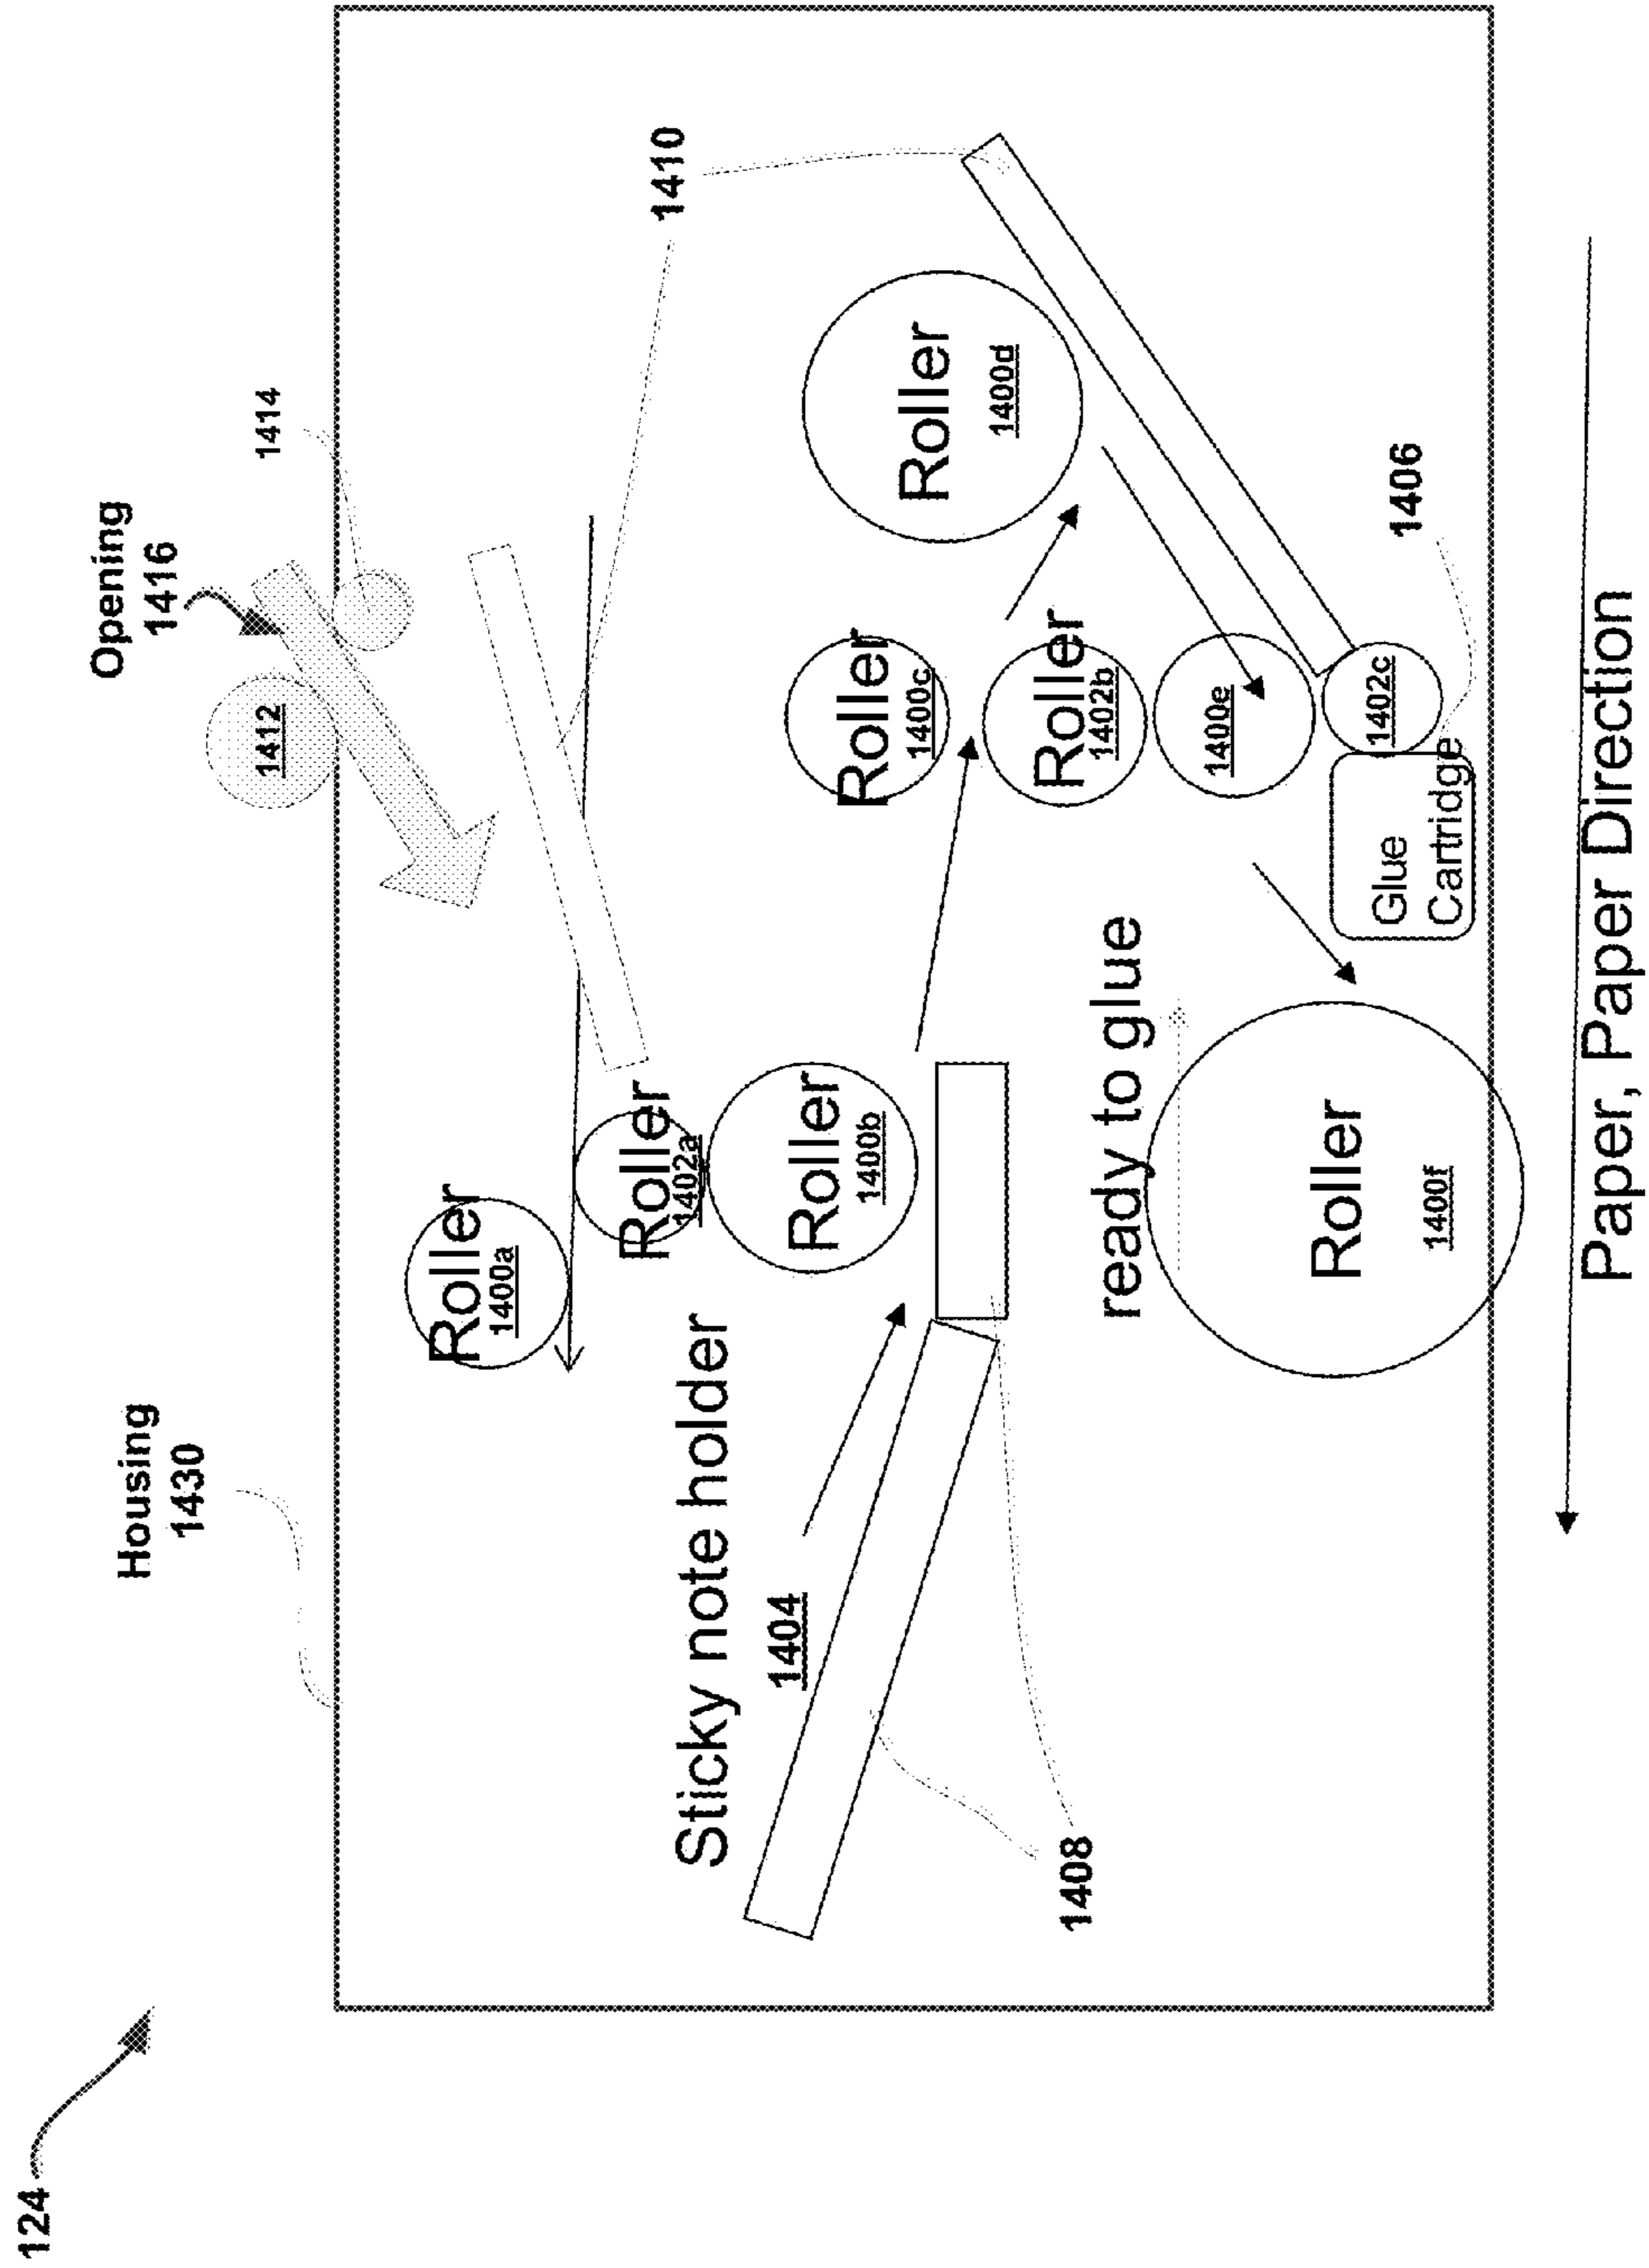 124
Housing
1430
Opening
1416
1414
1412
1410
Roller
1400a
Roller
1402a
Roller
1400b
Sticky note holder
1404
1408
Roller
1400c
Roller
1402b
Roller
1400d
1400e
1402c
1406
Glue
Cartridge
ready to glue
Roller
1400f
Paper, Paper Direction